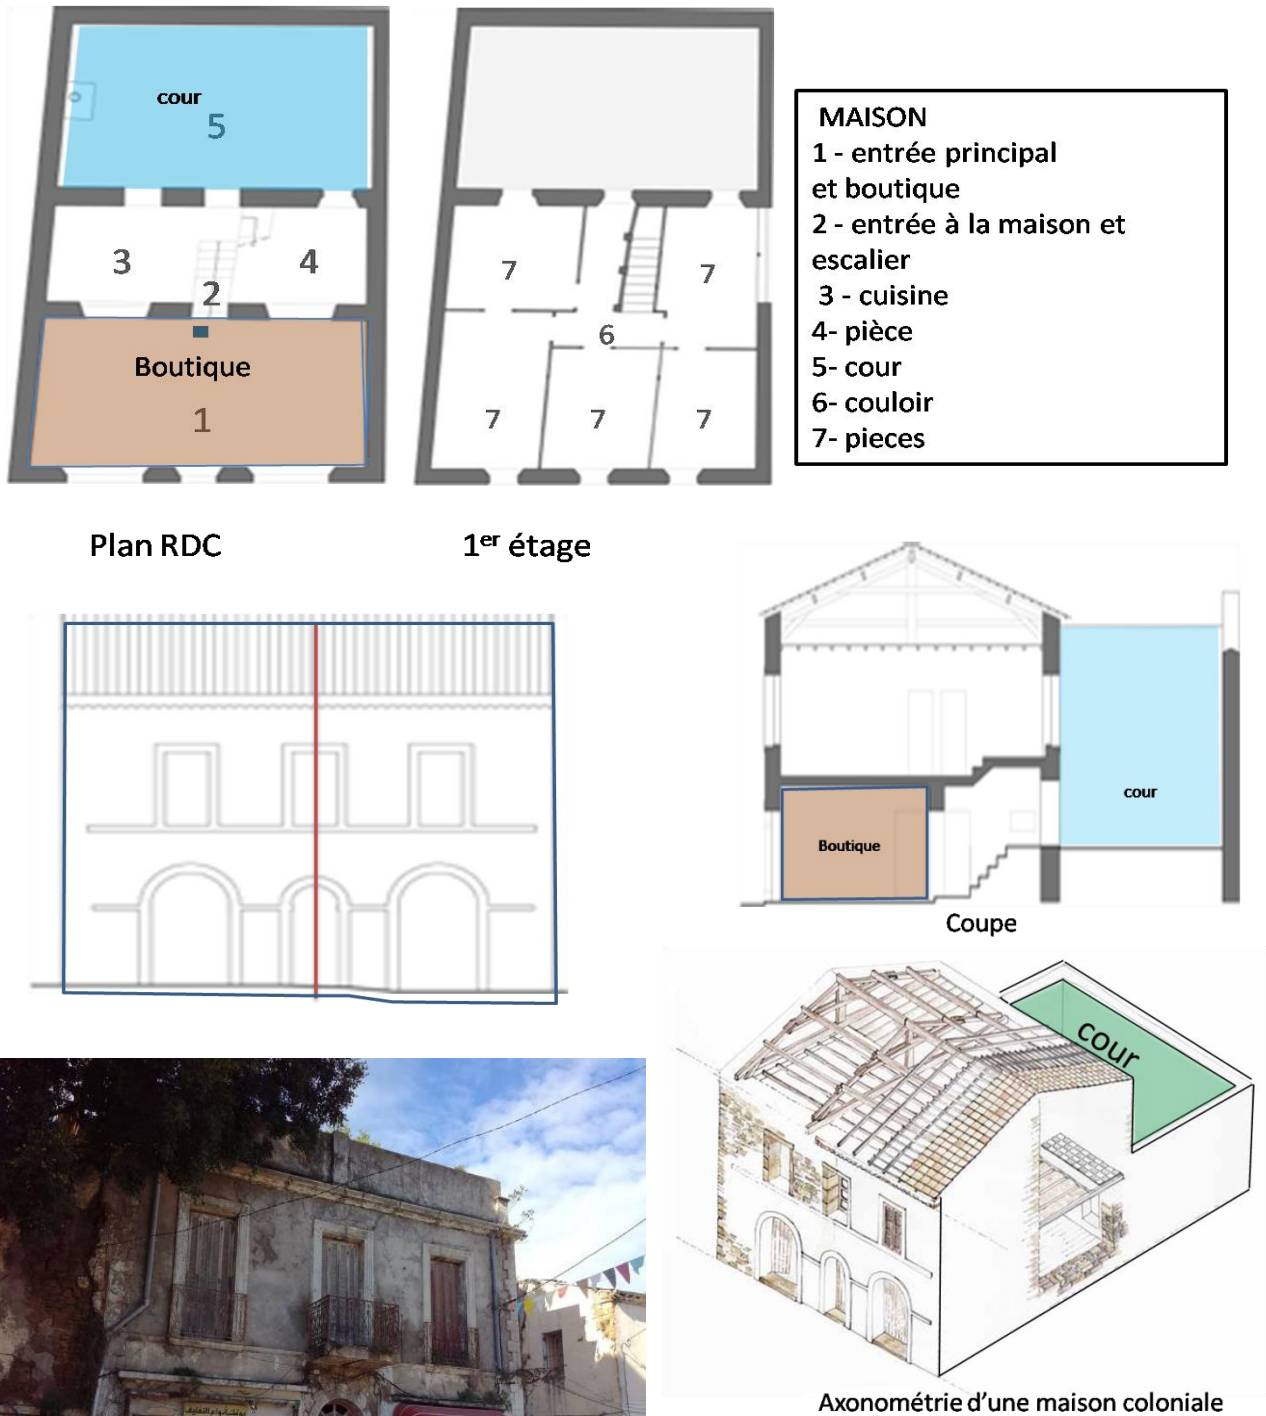 cour
5
3
4
2
Boutique
1
7
7
6
7
7
7
MAISON
1 - entrée principal
et boutique
2 - entrée à la maison et
escalier
3 - cuisine
4- pièce
5- cour
6- couloir
7- pieces
Plan RDC
1er étage
cour
Boutique
Coupe
cour
Axonométrie d'une maison coloniale